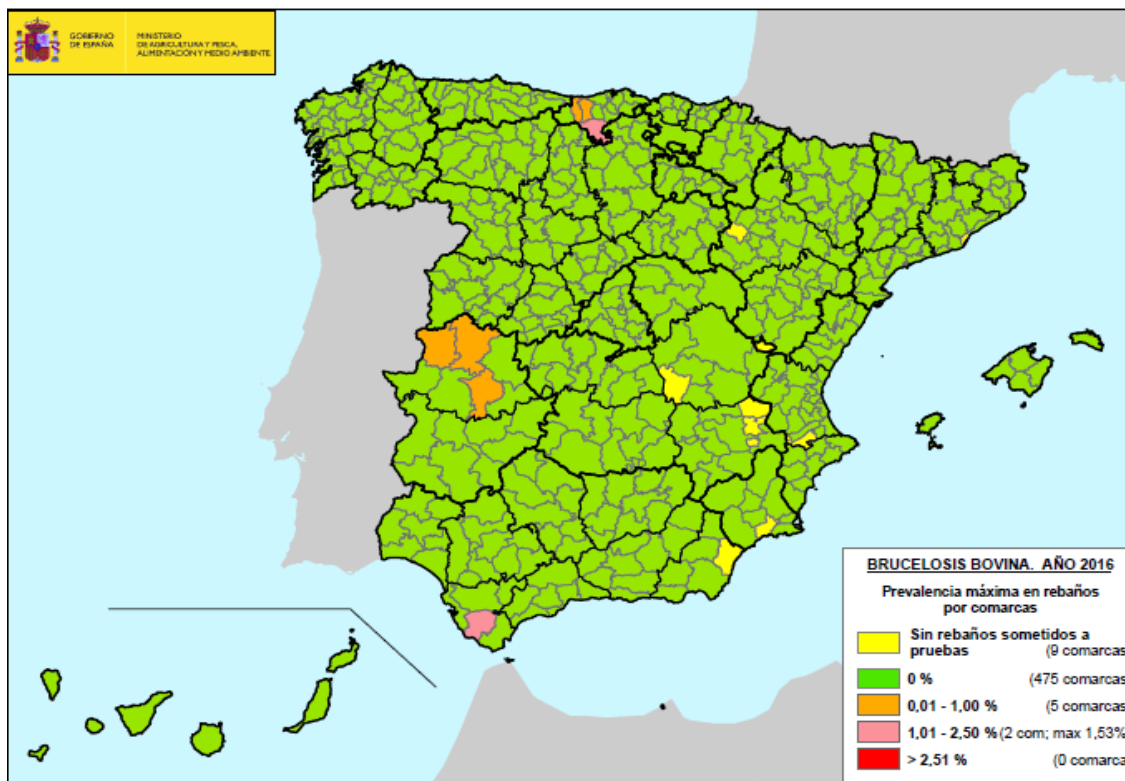 GOBIERNO
DE ESPAÑA
MINISTERIO
DE AGRICULTURA Y PESCA,
ALIMENTACIÓN Y MEDIO AMBIENTE
BRUCELOSIS BOVINA. AÑO 2016
Prevalencia máxima en rebaños
por comarcas
Sin rebaños sometidos a
pruebas (9 comarcas
0 % (475 comarcas
0,01 - 1,00 % (5 comarcas
1,01 - 2,50 % (2 com; max 1,53%
> 2,51 % (0 comarca